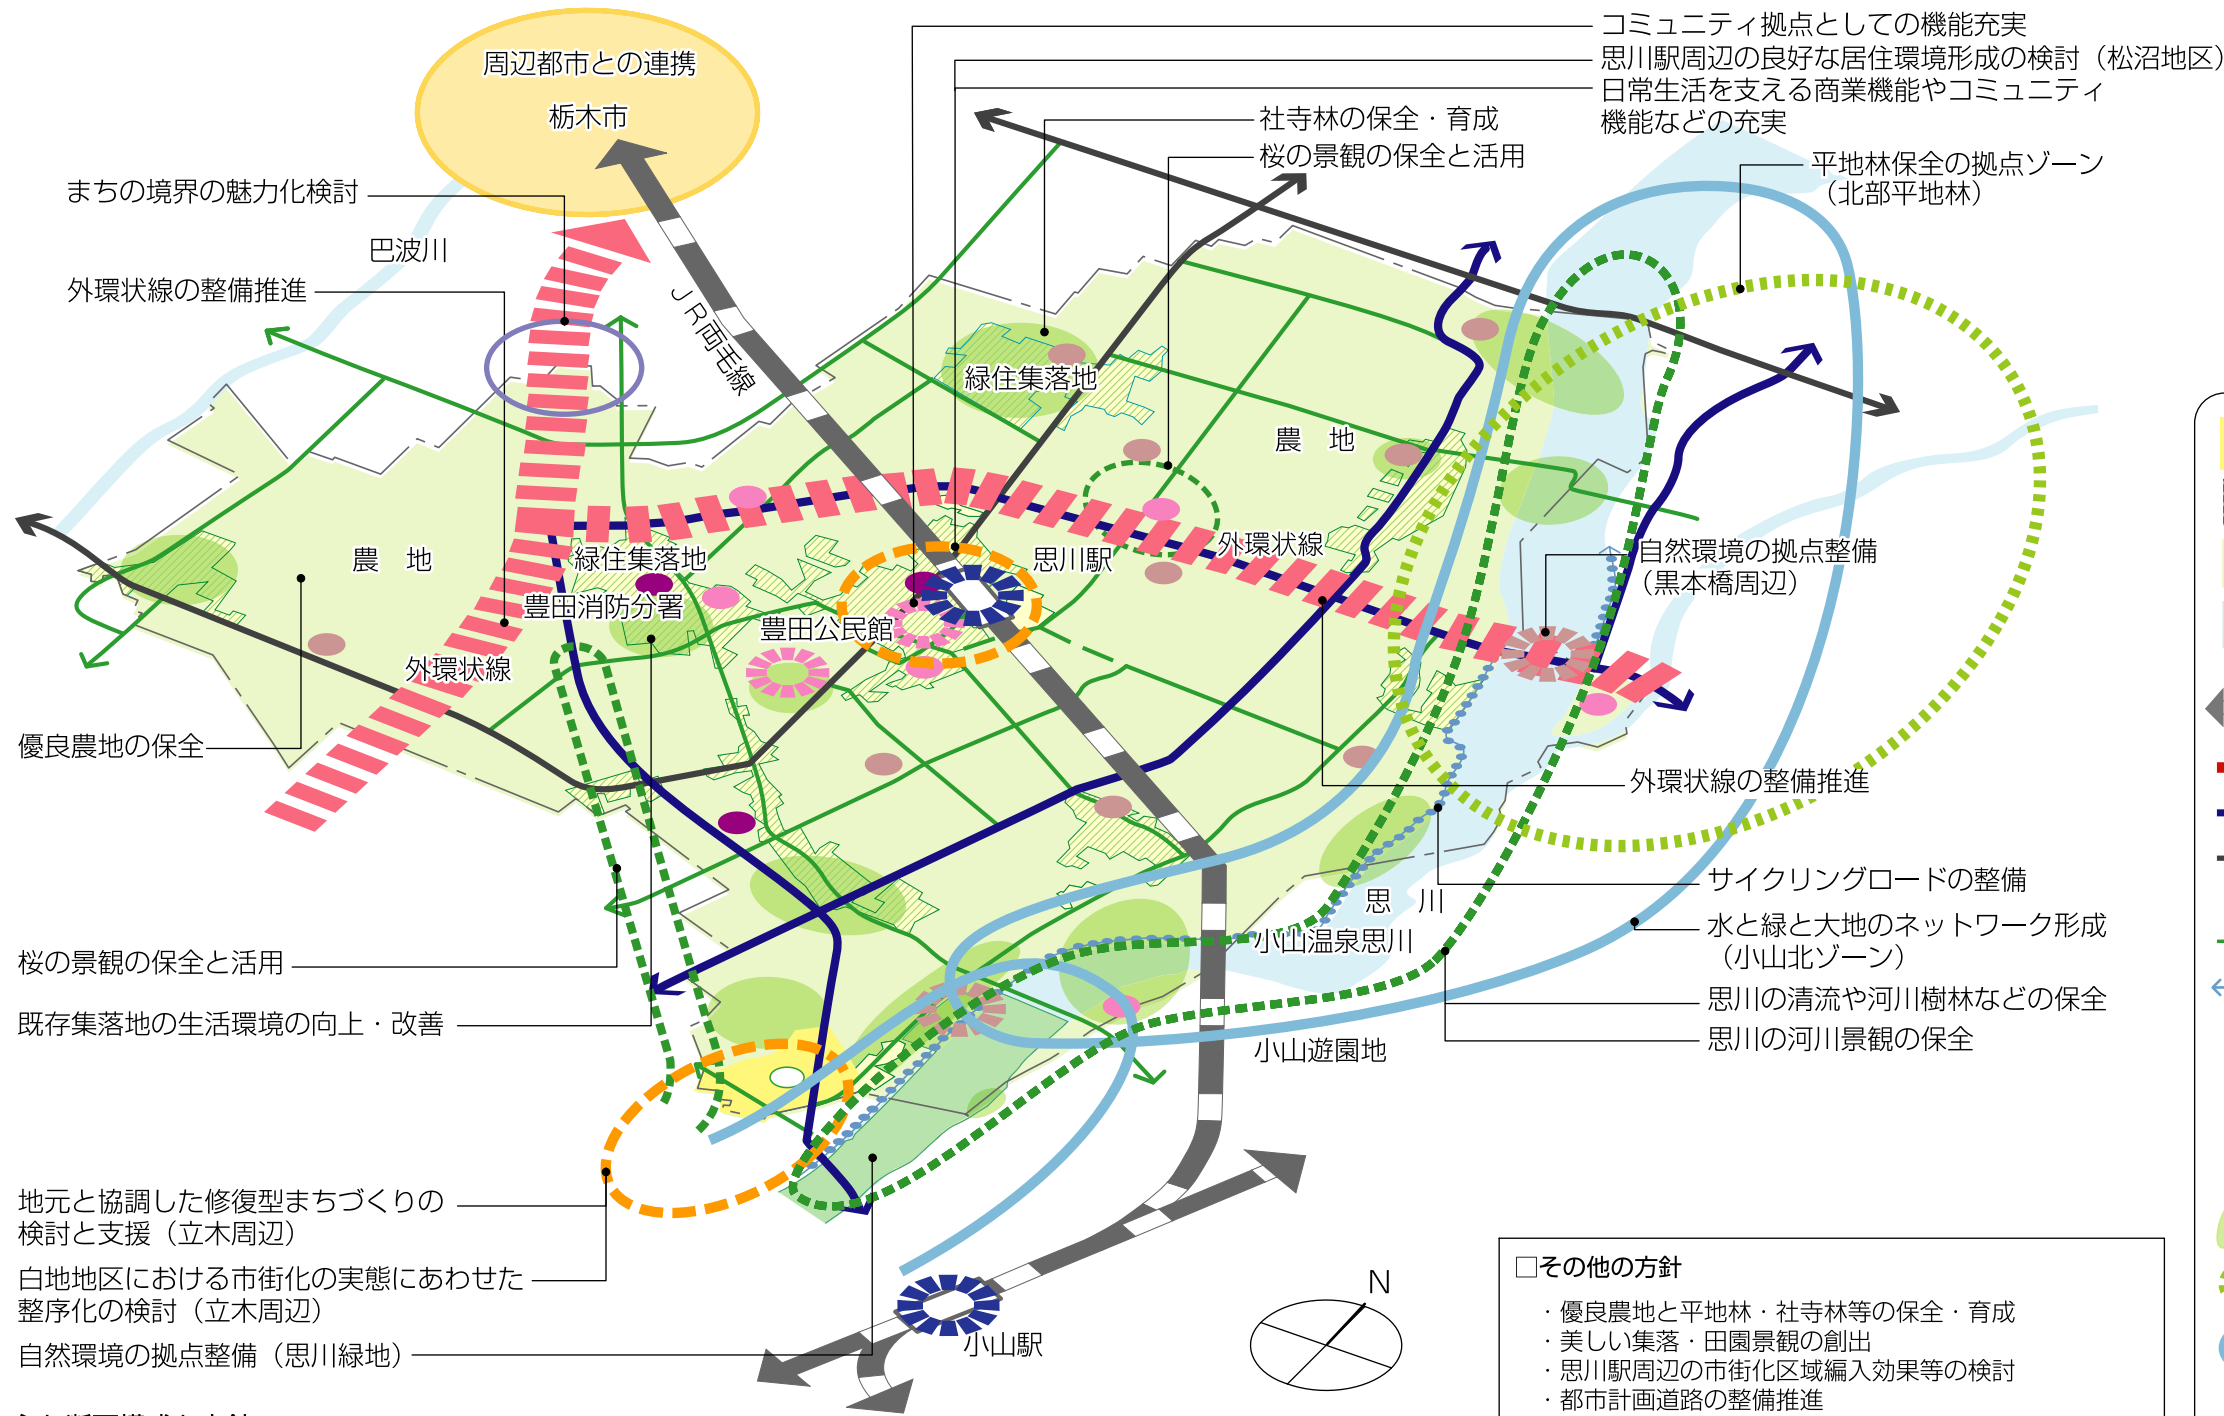 コミュニティ拠点としての機能充実
思川駅周辺の良好な居住環境形成の検討（松沼地区）
日常生活を支える商業機能やコミュニティ
機能などの充実
周辺都市との連携
栃木市
社寺林の保全・育成
桜の景観の保全と活用
平地林保全の拠点ゾーン
（北部平地林）
まちの境界の魅力化検討
巴波川
外環状線の整備推進
ＪＲ両毛線
緑住集落地
農　地
農　地
緑住集落地
思川駅
外環状線
自然環境の拠点整備
（黒本橋周辺）
豊田消防分署
豊田公民館
外環状線
優良農地の保全
外環状線の整備推進
サイクリングロードの整備
思　川
水と緑と大地のネットワーク形成
（小山北ゾーン）
小山温泉思川
桜の景観の保全と活用
思川の清流や河川樹林などの保全
既存集落地の生活環境の向上・改善
思川の河川景観の保全
小山遊園地
地元と協調した修復型まちづくりの
検討と支援（立木周辺）
白地地区における市街化の実態にあわせた
整序化の検討（立木周辺）
自然環境の拠点整備（思川緑地）
小山駅
N
□その他の方針
・優良農地と平地林・社寺林等の保全・育成
・美しい集落・田園景観の創出
・思川駅周辺の市街化区域編入効果等の検討
・都市計画道路の整備推進